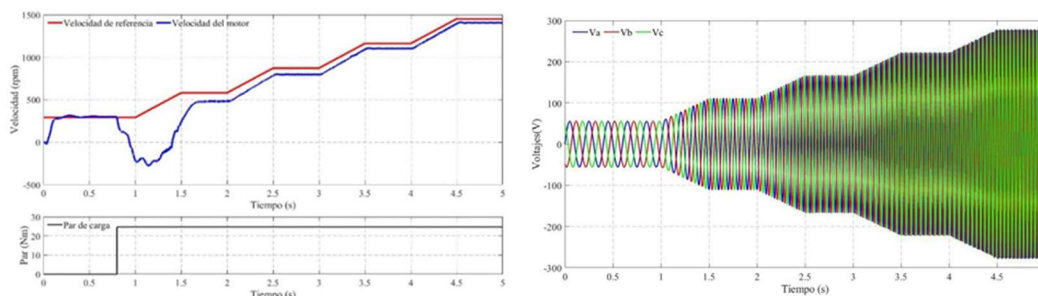 1500
Velocidad de referencia Velocidad del motor
1000
500
0
-500
Velocidad (rpm)
0 0.5 1 1.5 2 2.5 3 3.5 4 4.5 5
Tiempo (s)
30
Par de carga
20
10
0
Par (Nm)
0 0.5 1 1.5 2 2.5 3 3.5 4 4.5 5
Tiempo (s)
300
Va Vb Vc
200
100
0
-100
-200
-300
Voltajes(V)
0 0.5 1 1.5 2 2.5 3 3.5 4 4.5
Tiempo (s)